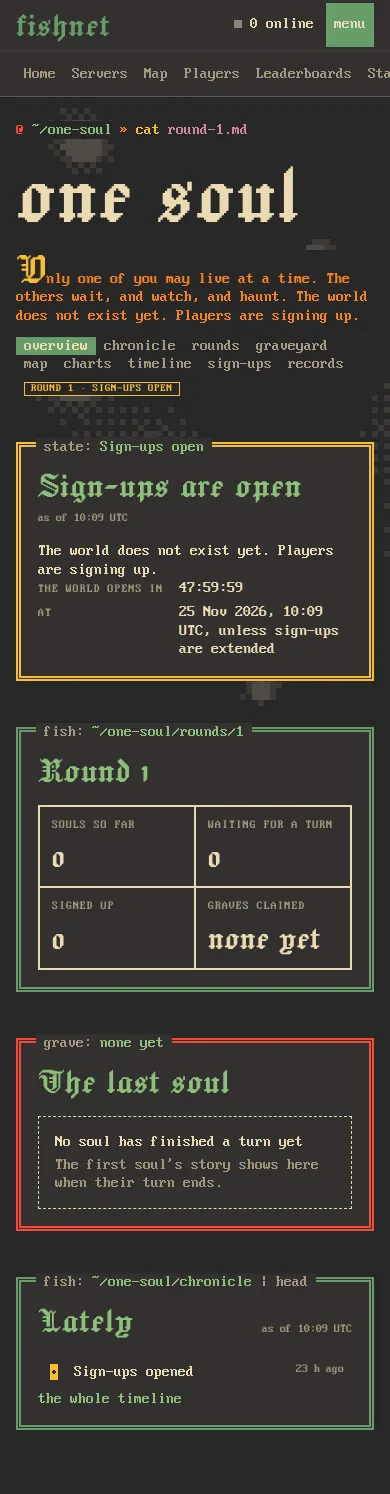 fishnet
0 online
menu
Home Servers Map Players Leaderboards Sta
@ ~/one-soul » cat round-1.md
one soul
Only one of you may live at a time. The
others wait, and watch, and haunt. The world
does not exist yet. Players are signing up.
overview chronicle rounds graveyard
map charts timeline sign-ups records
ROUND 1 · SIGN-UPS OPEN
state: Sign-ups open
Sign-ups are open
as of 10:09 UTC
The world does not exist yet. Players
are signing up.
THE WORLD OPENS IN 47:59:59
AT 25 Nov 2026, 10:09
UTC, unless sign-ups
are extended
fish: ~/one-soul/rounds/1
Round 1
SOULS SO FAR
0
WAITING FOR A TURN
0
SIGNED UP
0
GRAVES CLAIMED
none yet
grave: none yet
The last soul
No soul has finished a turn yet
The first soul's story shows here
when their turn ends.
fish: ~/one-soul/chronicle | head
Lately
as of 10:09 UTC
Sign-ups opened
23 h ago
the whole timeline